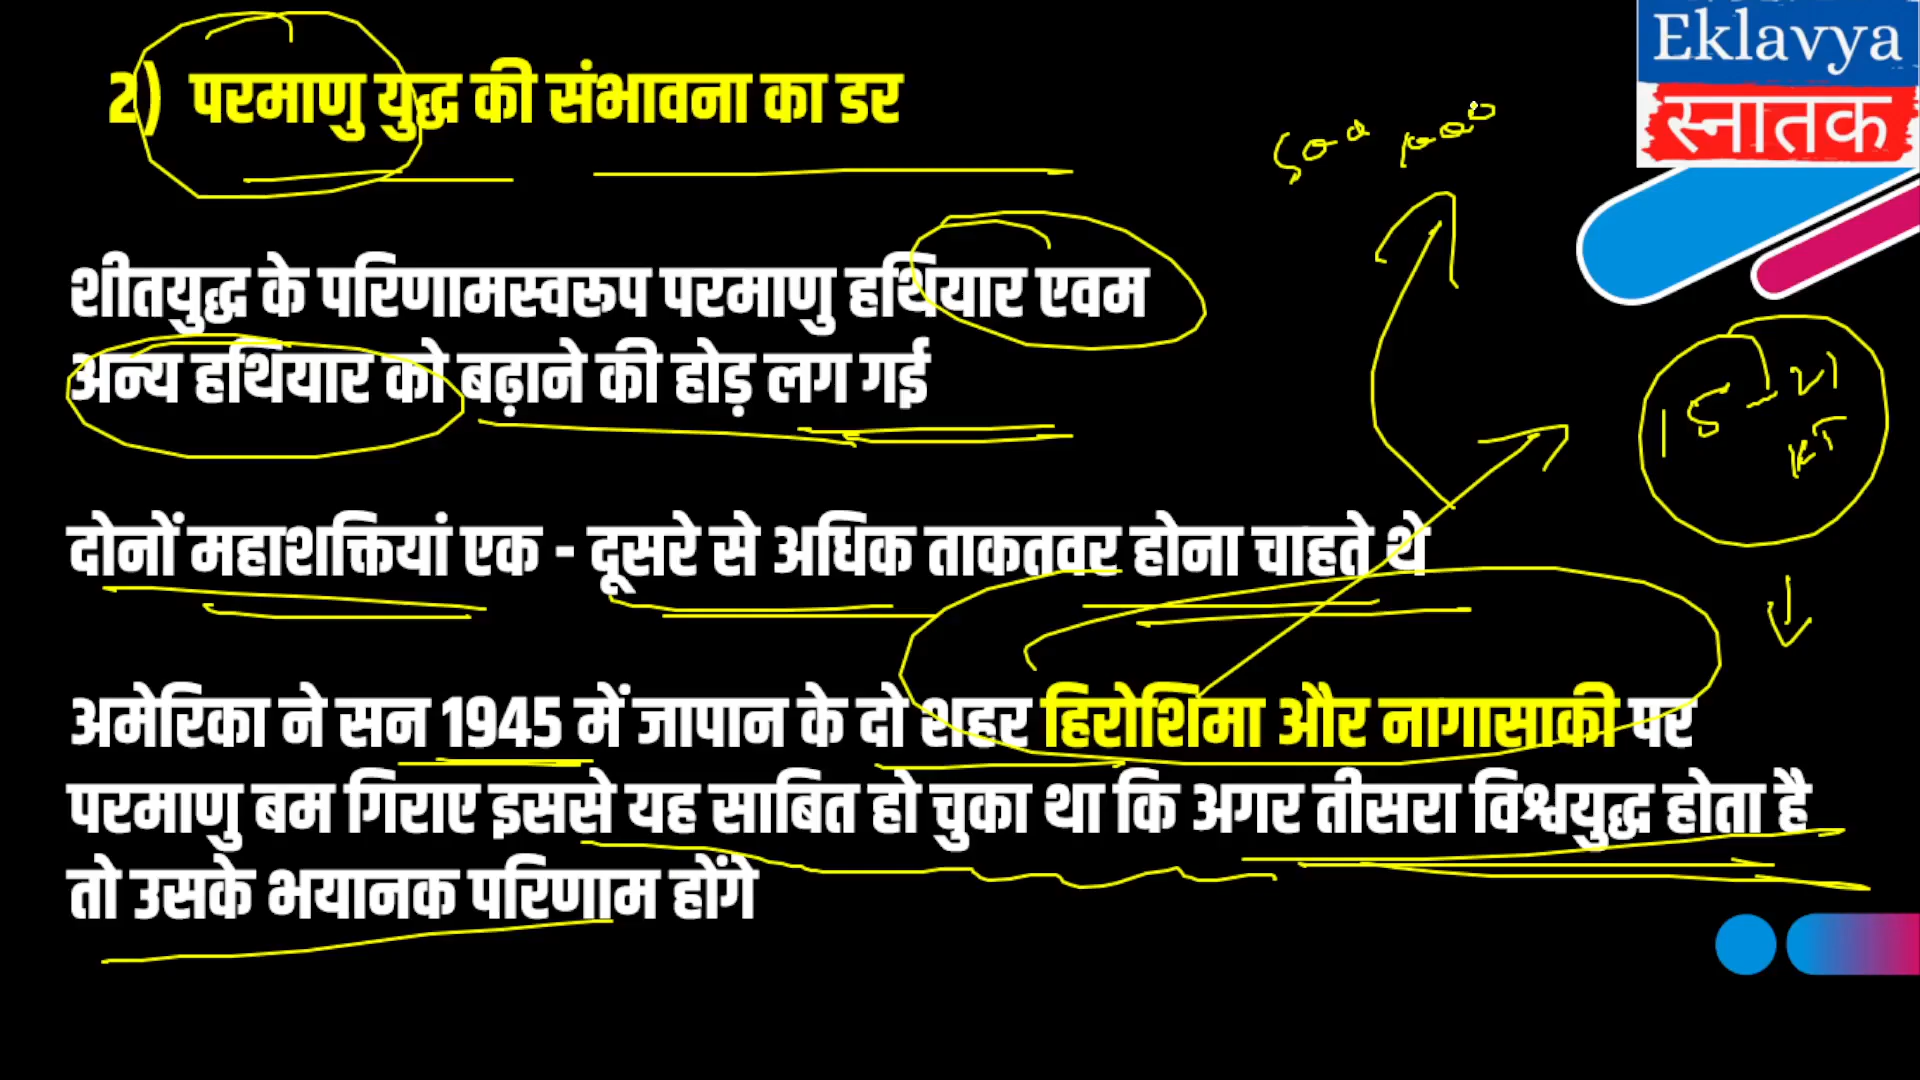 Eklavya
स्नातक
2) परमाणु युद्ध की संभावना का डर
शीतयुद्ध के परिणामस्वरूप परमाणु हथियार एवम
अन्य हथियार को बढ़ाने की होड़ लग गई
15-21
KT
दोनों महाशक्तियां एक - दूसरे से अधिक ताकतवर होना चाहते थे
अमेरिका ने सन 1945 में जापान के दो शहर हिरोशिमा और नागासाकी पर
परमाणु बम गिराए इससे यह साबित हो चुका था कि अगर तीसरा विश्वयुद्ध होता है
तो उसके भयानक परिणाम होंगे